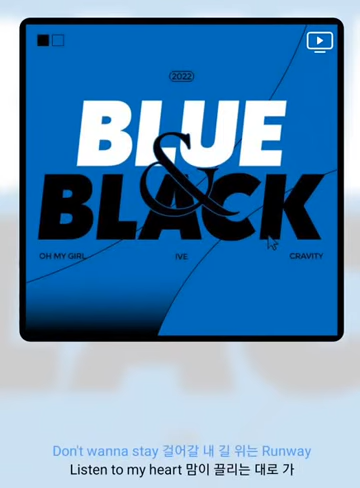 2022
BLUE
&
BLACK
OH MY GIRL
IVE
CRAVITY
Don't wanna stay 걸어갈 내 길 위는 Runway
Listen to my heart 맘이 끌리는 대로 가